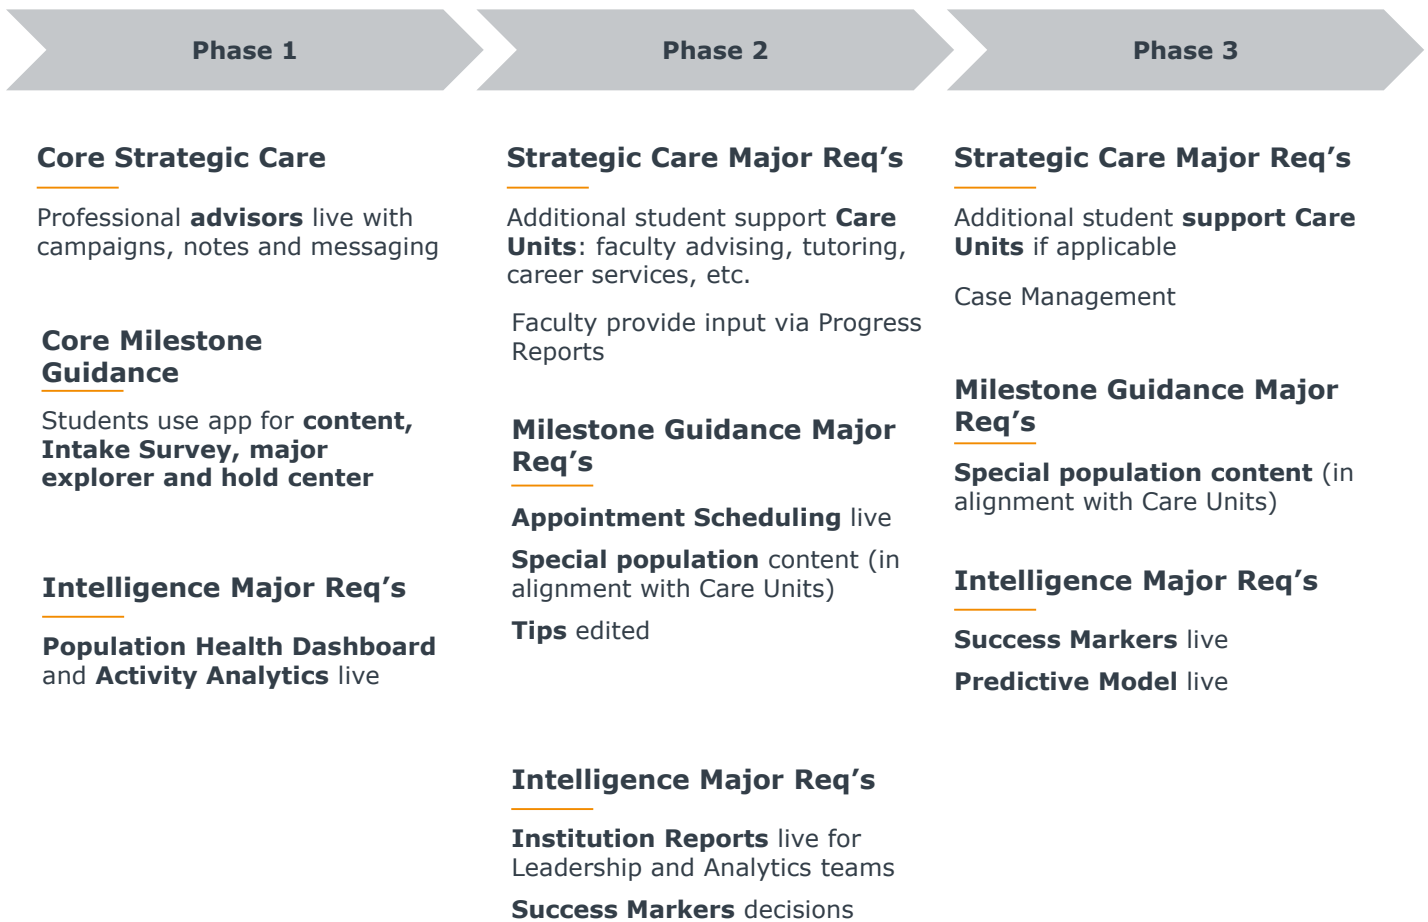 Phase 1
Phase 2
Phase 3
Core Strategic Care
Professional advisors live with
campaigns, notes and messaging
Core Milestone
Guidance
Students use app for content,
Intake Survey, major
explorer and hold center
Intelligence Major Req’s
Population Health Dashboard
and Activity Analytics live
Strategic Care Major Req’s
Additional student support Care
Units: faculty advising, tutoring,
career services, etc.
Faculty provide input via Progress
Reports
Milestone Guidance Major
Req’s
Appointment Scheduling live
Special population content (in
alignment with Care Units)
Tips edited
Intelligence Major Req’s
Institution Reports live for
Leadership and Analytics teams
Success Markers decisions
Strategic Care Major Req’s
Additional student support Care
Units if applicable
Case Management
Milestone Guidance Major
Req’s
Special population content (in
alignment with Care Units)
Intelligence Major Req’s
Success Markers live
Predictive Model live